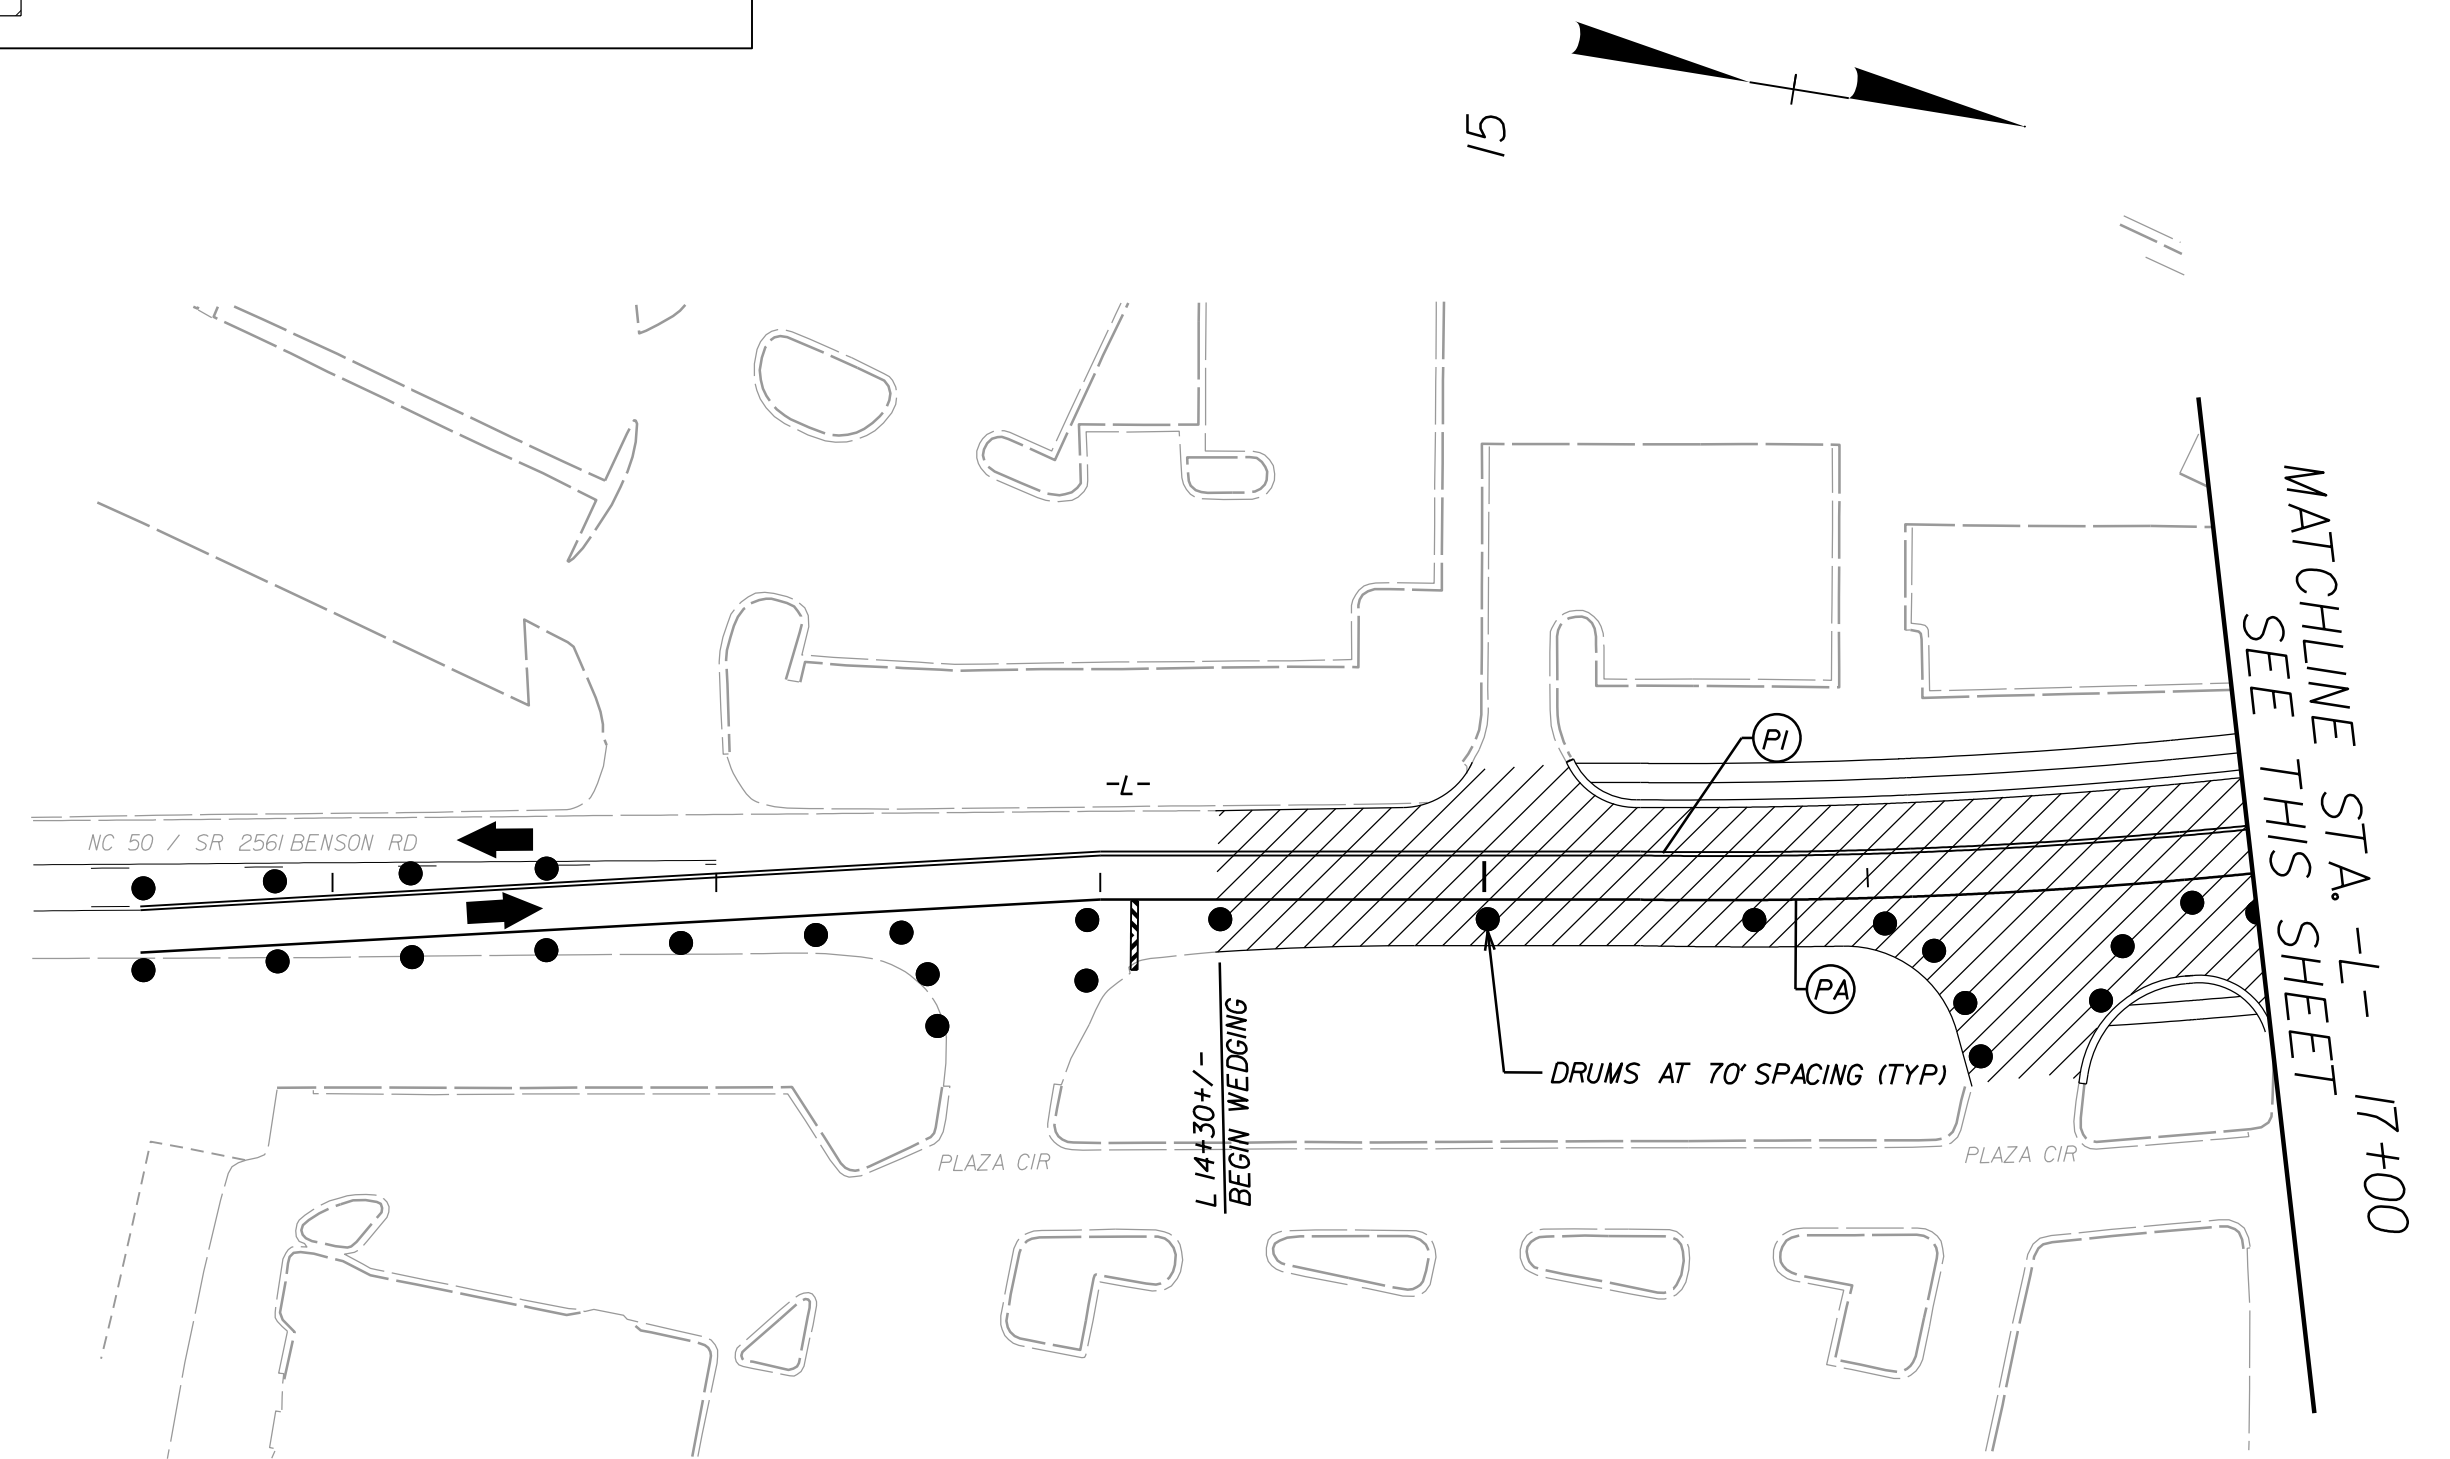 15
MATCHLINE STA. -L- 17+00
SEE THIS SHEET
PI
-L-
NC 50 / SR 2561 BENSON RD
PA
DRUMS AT 70' SPACING (TYP)
L 14+30+/-
BEGIN WEDGING
PLAZA CIR
PLAZA CIR